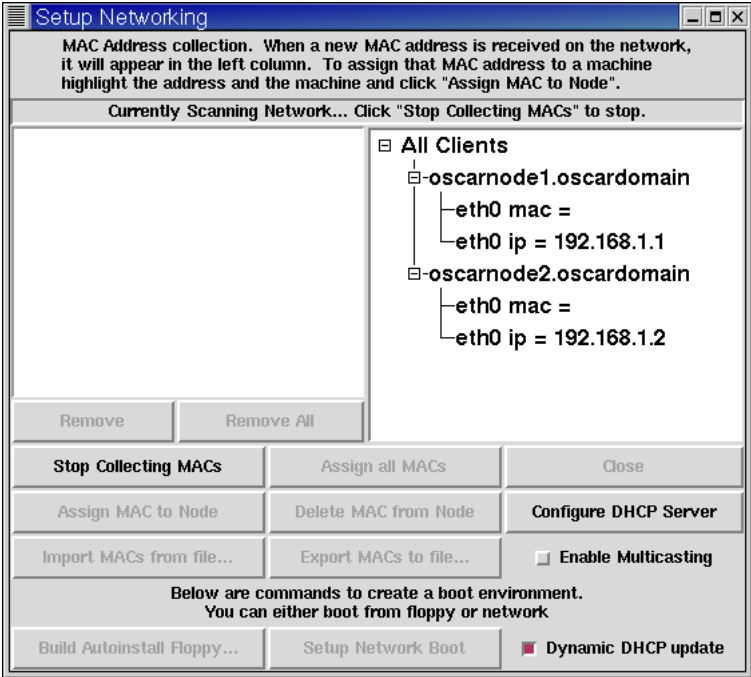 Setup Networking
MAC Address collection. When a new MAC address is received on the network,
it will appear in the left column. To assign that MAC address to a machine
highlight the address and the machine and click "Assign MAC to Node".
Currently Scanning Network... Click "Stop Collecting MACs" to stop.
All Clients
oscarnode1.oscardomain
eth0 mac =
eth0 ip = 192.168.1.1
oscarnode2.oscardomain
eth0 mac =
eth0 ip = 192.168.1.2
Remove
Remove All
Stop Collecting MACs
Assign all MACs
Close
Assign MAC to Node
Delete MAC from Node
Configure DHCP Server
Import MACs from file...
Export MACs to file...
Enable Multicasting
Below are commands to create a boot environment.
You can either boot from floppy or network
Build Autoinstall Floppy...
Setup Network Boot
Dynamic DHCP update